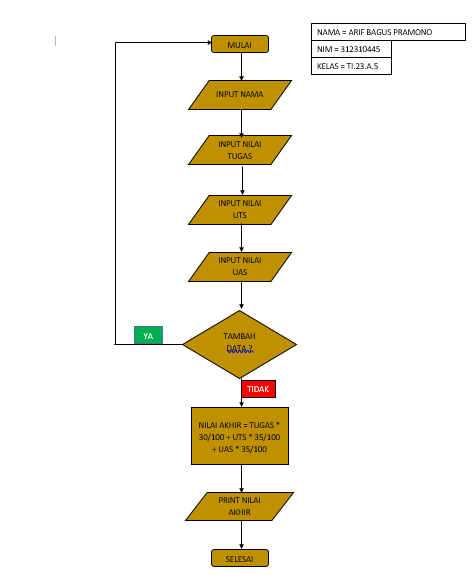 MULAI
NAMA = ARIF BAGUS PRAMONO
NIM = 312310445
KELAS = TI.23.A.5
INPUT NAMA
INPUT NILAI
TUGAS
INPUT NILAI
UTS
INPUT NILAI
UAS
YA
TAMBAH
DATA ?
TIDAK
NILAI AKHIR = TUGAS *
30/100 + UTS * 35/100
+ UAS * 35/100
PRINT NILAI
AKHIR
SELESAI